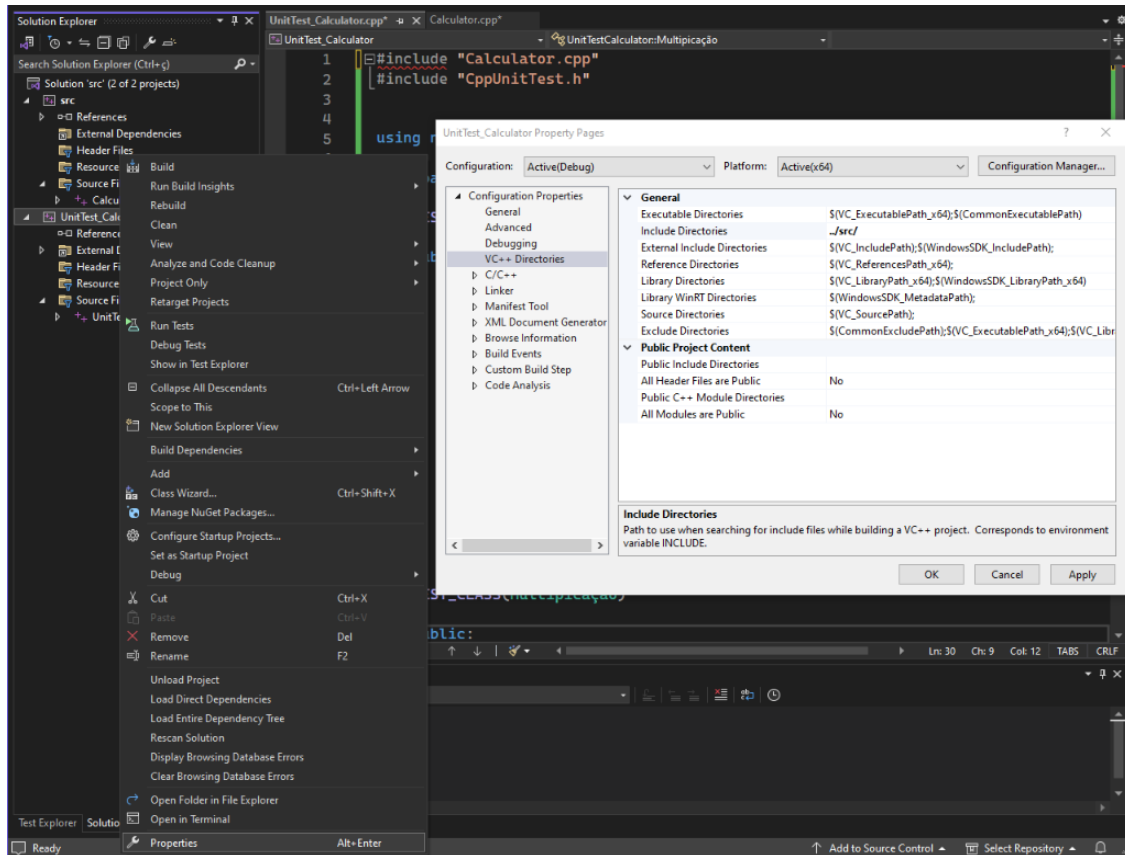 Solution Explorer
Search Solution Explorer (Ctrl+ç)
Solution 'src' (2 of 2 projects)
src
References
External Dependencies
Header Files
Resource
Source Fi
Calcu
UnitTest_Calc
Reference
External D
Header Fi
Resource
Source Fi
UnitTe
Build
Run Build Insights
Rebuild
Clean
View
Analyze and Code Cleanup
Project Only
Retarget Projects
Run Tests
Debug Tests
Show in Test Explorer
Collapse All Descendants Ctrl+Left Arrow
Scope to This
New Solution Explorer View
Build Dependencies
Add
Class Wizard... Ctrl+Shift+X
Manage NuGet Packages...
Configure Startup Projects...
Set as Startup Project
Debug
Cut Ctrl+X
Paste Ctrl+V
Remove Del
Rename F2
Unload Project
Load Direct Dependencies
Load Entire Dependency Tree
Rescan Solution
Display Browsing Database Errors
Clear Browsing Database Errors
Open Folder in File Explorer
Open in Terminal
Properties Alt+Enter
UnitTest_Calculator.cpp* Calculator.cpp*
UnitTest_Calculator UnitTestCalculator::Multipicação
1 #include "Calculator.cpp"
2 #include "CppUnitTest.h"
3
4
5 using n
UnitTest_Calculator Property Pages ?
Configuration: Active(Debug) Platform: Active(x64) Configuration Manager...
Configuration Properties
General
Advanced
Debugging
VC++ Directories
C/C++
Linker
Manifest Tool
XML Document Generator
Browse Information
Build Events
Custom Build Step
Code Analysis
General
Executable Directories $(VC_ExecutablePath_x64);$(CommonExecutablePath)
Include Directories ../src/
External Include Directories $(VC_IncludePath);$(WindowsSDK_IncludePath);
Reference Directories $(VC_ReferencesPath_x64);
Library Directories $(VC_LibraryPath_x64);$(WindowsSDK_LibraryPath_x64)
Library WinRT Directories $(WindowsSDK_MetadataPath);
Source Directories $(VC_SourcePath);
Exclude Directories $(CommonExcludePath);$(VC_ExecutablePath_x64);$(VC_Libr
Public Project Content
Public Include Directories
All Header Files are Public No
Public C++ Module Directories
All Modules are Public No
Include Directories
Path to use when searching for include files while building a VC++ project. Corresponds to environment
variable INCLUDE.
OK Cancel Apply
ST_CLASS(Multipicação)
blic:
Ln: 30 Ch: 9 Col: 12 TABS CRLF
Test Explorer Solutio
Ready Add to Source Control Select Repository